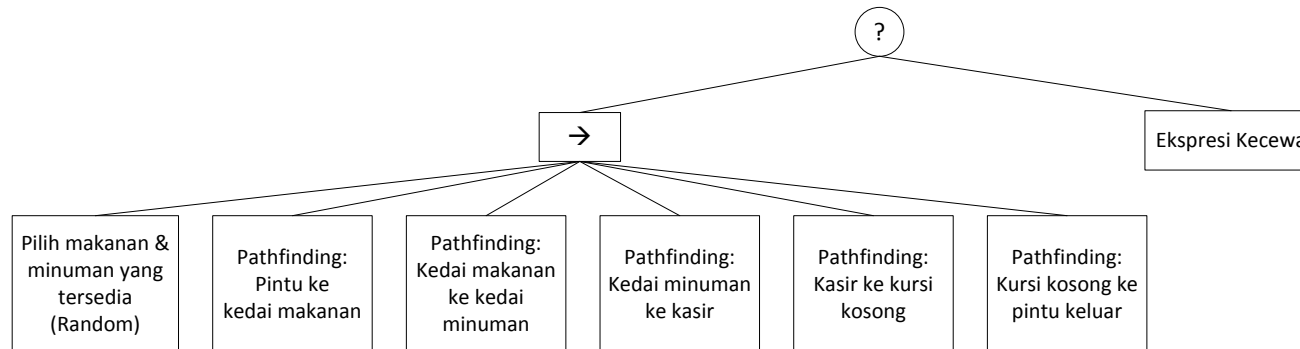 ?
→
Ekspresi Kecewa
Pilih makanan &
minuman yang
tersedia
(Random)
Pathfinding:
Pintu ke
kedai makanan
Pathfinding:
Kedai makanan
ke kedai
minuman
Pathfinding:
Kedai minuman
ke kasir
Pathfinding:
Kasir ke kursi
kosong
Pathfinding:
Kursi kosong ke
pintu keluar